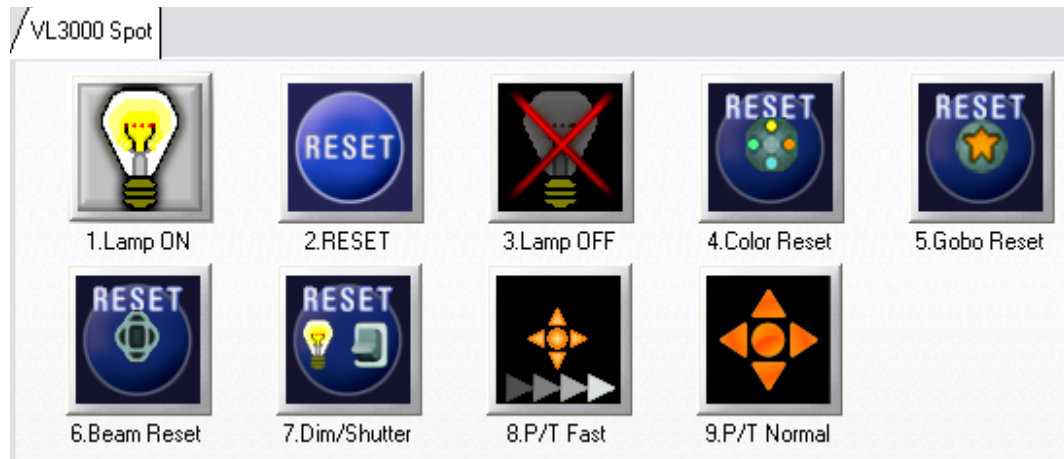 VL3000 Spot
RESET
RESET
RESET
1.Lamp ON
2.RESET
3.Lamp OFF
4.Color Reset
5.Gobo Reset
RESET
RESET
6.Beam Reset
7.Dim/Shutter
8.P/T Fast
9.P/T Normal